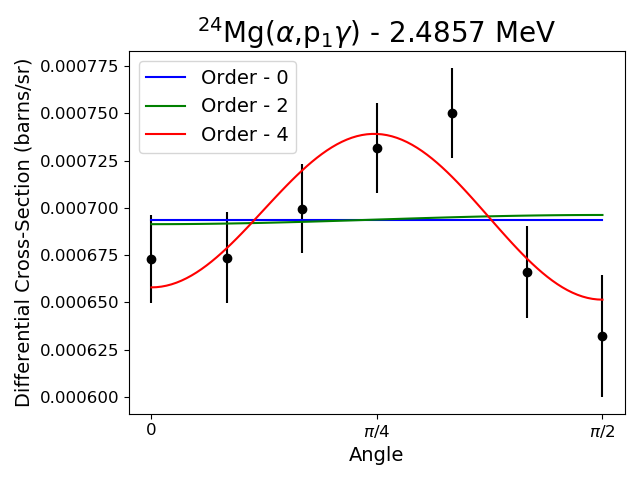 ²⁴Mg(α,p₁γ) - 2.4857 MeV
Differential Cross-Section (barns/sr)
0.000775
0.000750
0.000725
0.000700
0.000675
0.000650
0.000625
0.000600
Order - 0
Order - 2
Order - 4
0
π/4
π/2
Angle